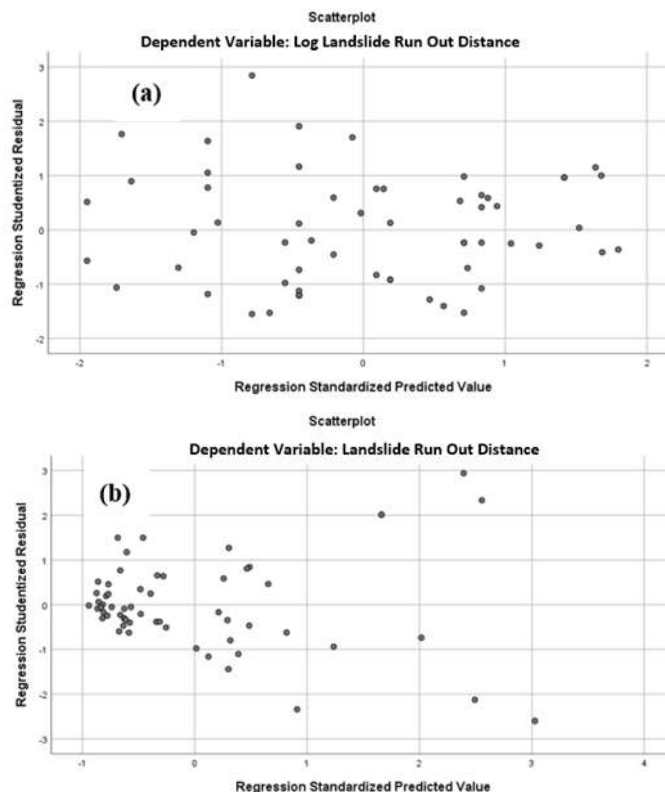 Scatterplot
Dependent Variable: Log Landslide Run Out Distance
(a)
Regression Studentized Residual
3
2
1
0
-1
-2
-2
-1
0
1
2
Regression Standardized Predicted Value
Scatterplot
Dependent Variable: Landslide Run Out Distance
(b)
Regression Studentized Residual
3
2
1
0
-1
-2
-3
-1
0
1
2
3
4
Regression Standardized Predicted Value